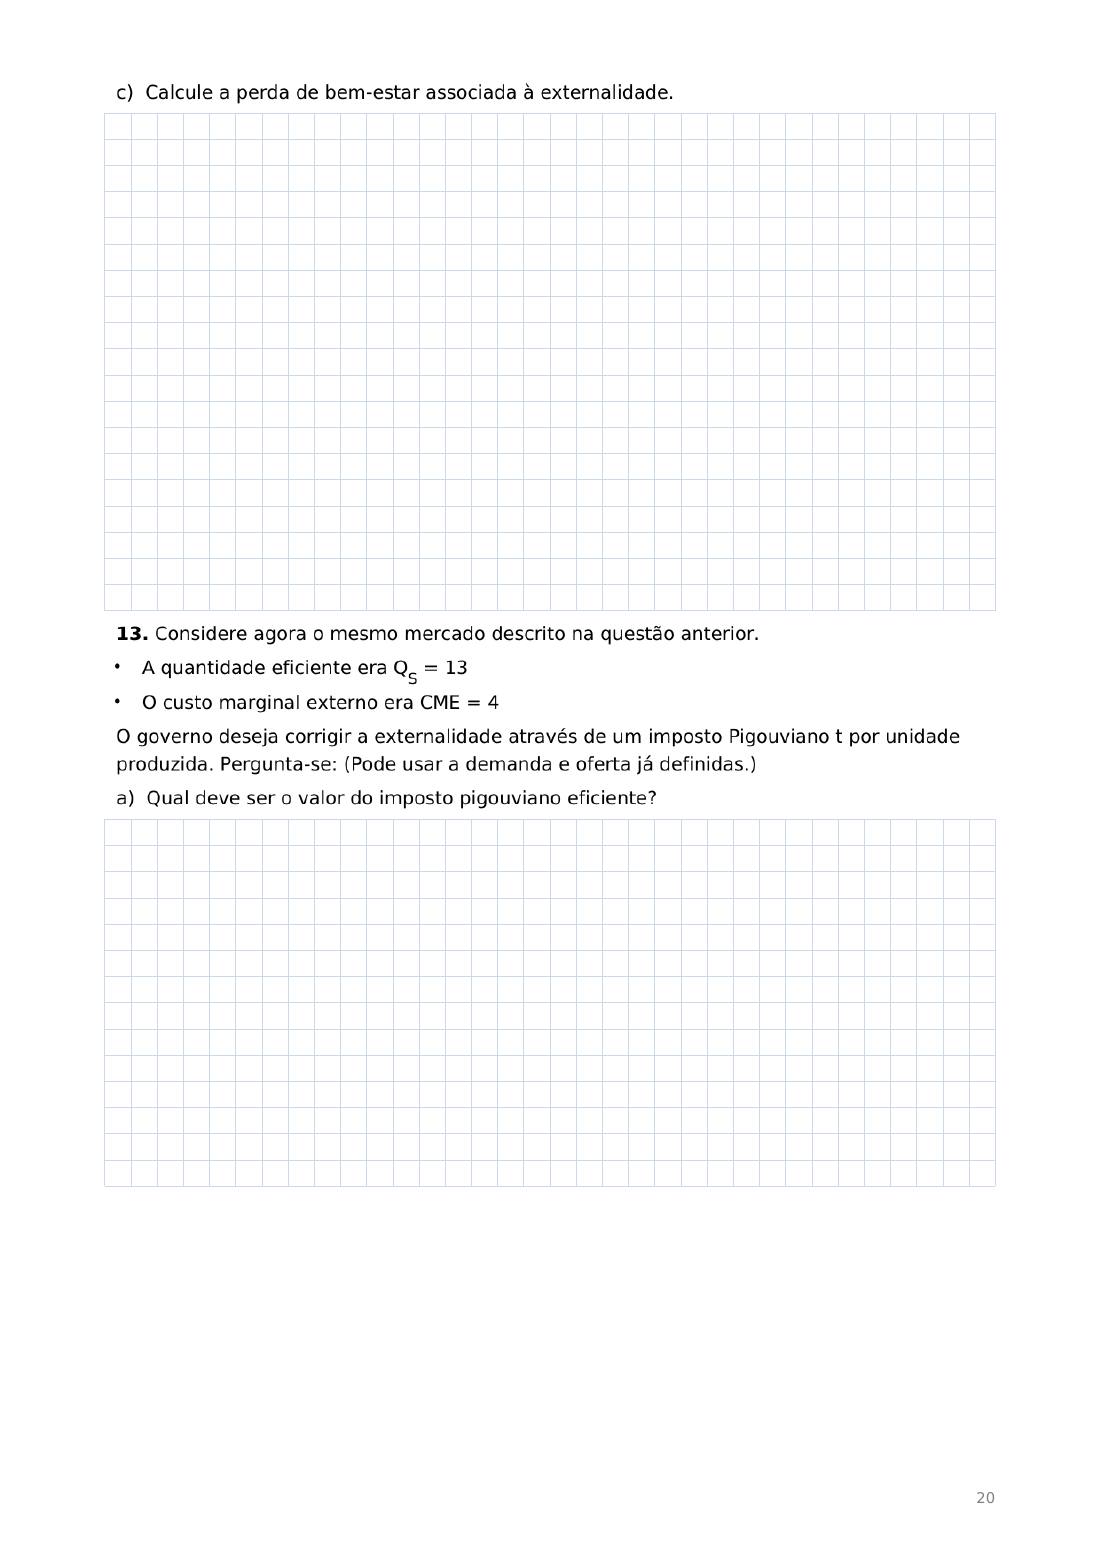 c) Calcule a perda de bem-estar associada à externalidade.
13. Considere agora o mesmo mercado descrito na questão anterior.
• A quantidade eficiente era Q_S = 13
• O custo marginal externo era CME = 4
O governo deseja corrigir a externalidade através de um imposto Pigouviano t por unidade
produzida. Pergunta-se: (Pode usar a demanda e oferta já definidas.)
a) Qual deve ser o valor do imposto pigouviano eficiente?
20